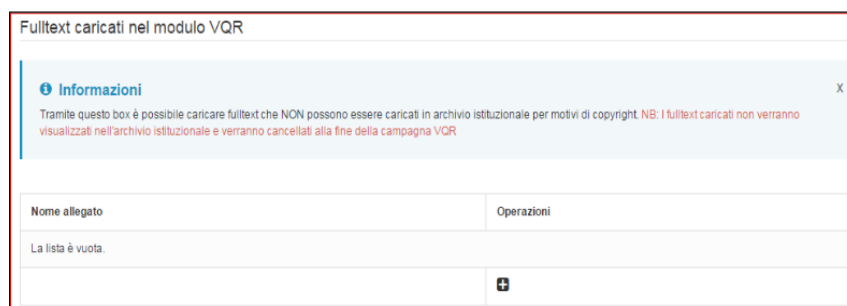 Fulltext caricati nel modulo VQR
Informazioni
X
Tramite questo box è possibile caricare fulltext che NON possono essere caricati in archivio istituzionale per motivi di copyright. NB: I fulltext caricati non verranno
visualizzati nell'archivio istituzionale e verranno cancellati alla fine della campagna VQR
Nome allegato
Operazioni
La lista è vuota.